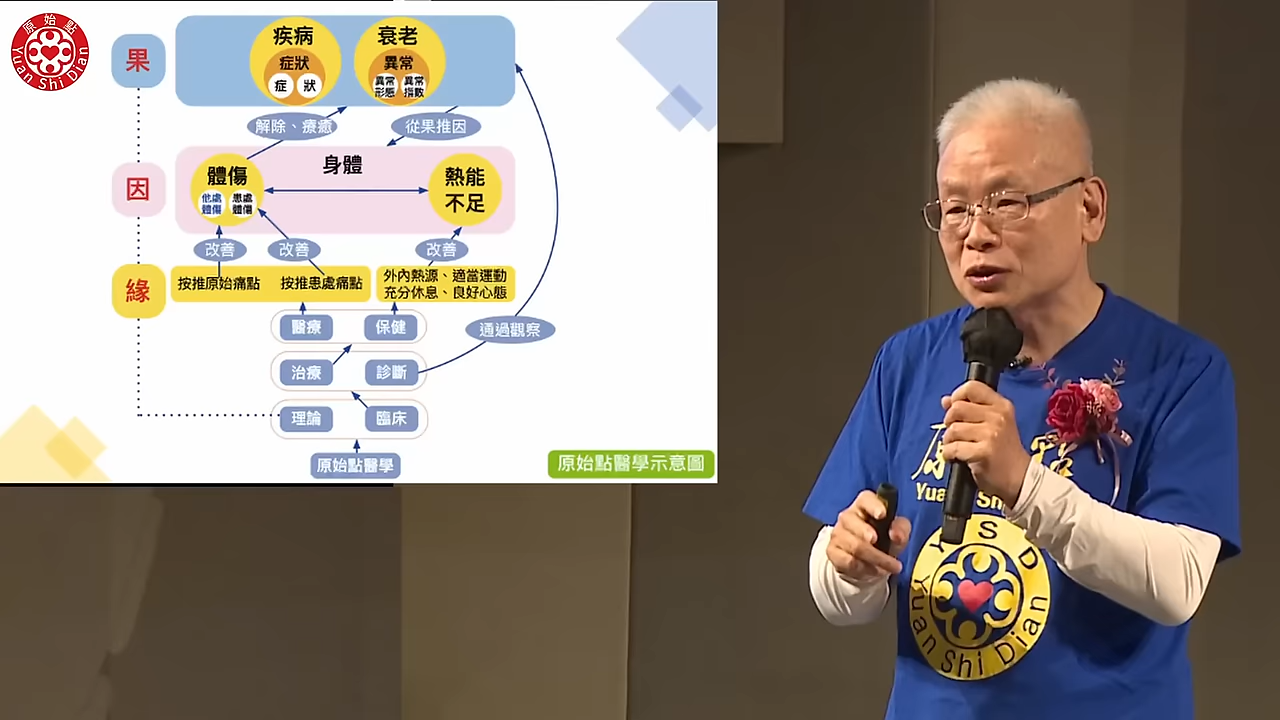 原始點
Yuan Shi Dian
果
疾病
症狀
症
狀
衰老
異常
異常
形態
異常
指數
解除、療癒
從果推因
因
身體
體傷
他處
體傷
患處
體傷
熱能
不足
改善
改善
改善
緣
按推原始痛點
按推患處痛點
外內熱源、適當運動
充分休息、良好心態
醫療
保健
通過觀察
治療
診斷
理論
臨床
原始點醫學
原始點醫學示意圖
YSD
Yuan Shi Dian